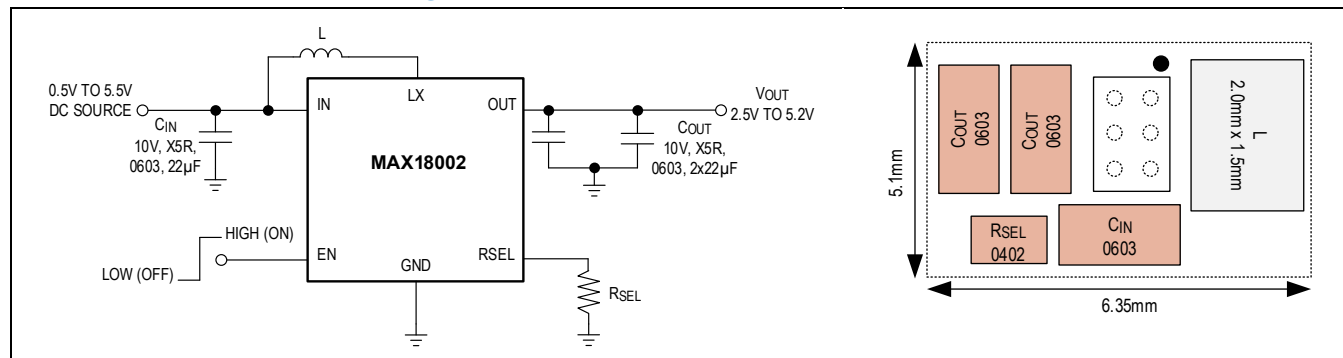 L
0.5V TO 5.5V
DC SOURCE
CIN
10V, X5R,
0603, 22µF
IN
LX
OUT
MAX18002
VOUT
2.5V TO 5.2V
COUT
10V, X5R,
0603, 2x22µF
HIGH (ON)
LOW (OFF)
EN
GND
RSEL
RSEL
5.1mm
COUT
0603
COUT
0603
L
2.0mm x 1.5mm
RSEL
0402
CIN
0603
6.35mm